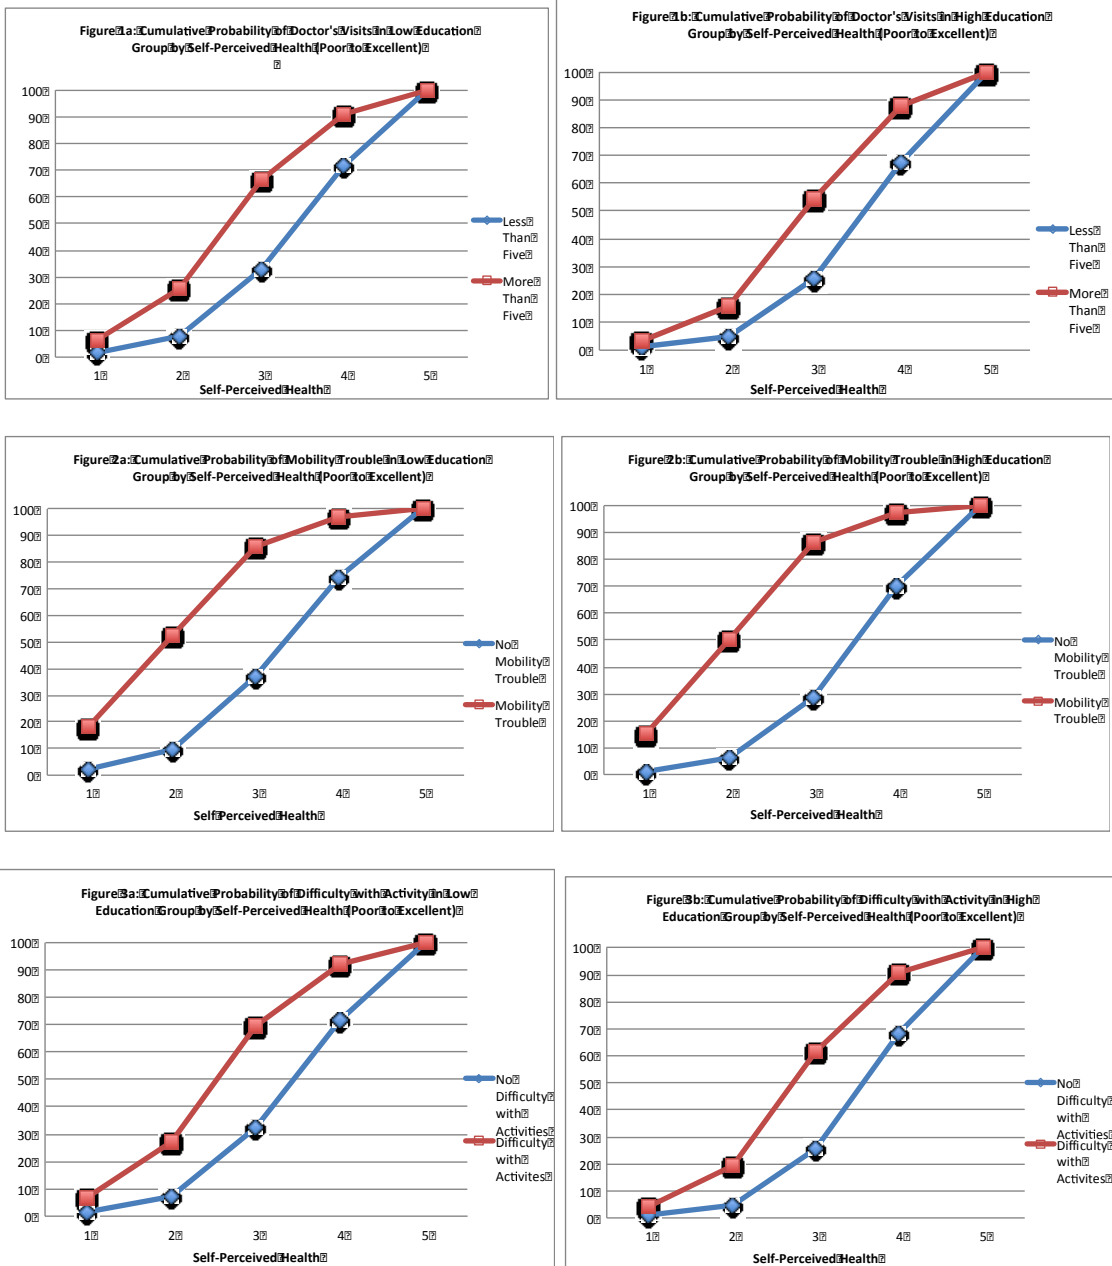 Figure 1a: Cumulative Probability of Doctor's Visits in Low Education
Group by Self-Perceived Health (Poor to Excellent)
100
90
80
70
60
50
40
30
20
10
0
1 2 3 4 5
Self-Perceived Health
Less
Than
Five
More
Than
Five
Figure 1b: Cumulative Probability of Doctor's Visits in High Education
Group by Self-Perceived Health (Poor to Excellent)
100
90
80
70
60
50
40
30
20
10
0
1 2 3 4 5
Self-Perceived Health
Less
Than
Five
More
Than
Five
Figure 2a: Cumulative Probability of Mobility Trouble in Low Education
Group by Self-Perceived Health (Poor to Excellent)
100
90
80
70
60
50
40
30
20
10
0
1 2 3 4 5
Self Perceived Health
No
Mobility
Trouble
Mobility
Trouble
Figure 2b: Cumulative Probability of Mobility Trouble in High Education
Group by Self-Perceived Health (Poor to Excellent)
100
90
80
70
60
50
40
30
20
10
0
1 2 3 4 5
Self-Perceived Health
No
Mobility
Trouble
Mobility
Trouble
Figure 3a: Cumulative Probability of Difficulty with Activity in Low
Education Group by Self-Perceived Health (Poor to Excellent)
100
90
80
70
60
50
40
30
20
10
0
1 2 3 4 5
Self-Perceived Health
No
Difficulty
with
Activities
Difficulty
with
Activites
Figure 3b: Cumulative Probability of Difficulty with Activity in High
Education Group by Self-Perceived Health (Poor to Excellent)
100
90
80
70
60
50
40
30
20
10
0
1 2 3 4 5
Self-Perceived Health
No
Difficulty
with
Activities
Difficulty
with
Activites